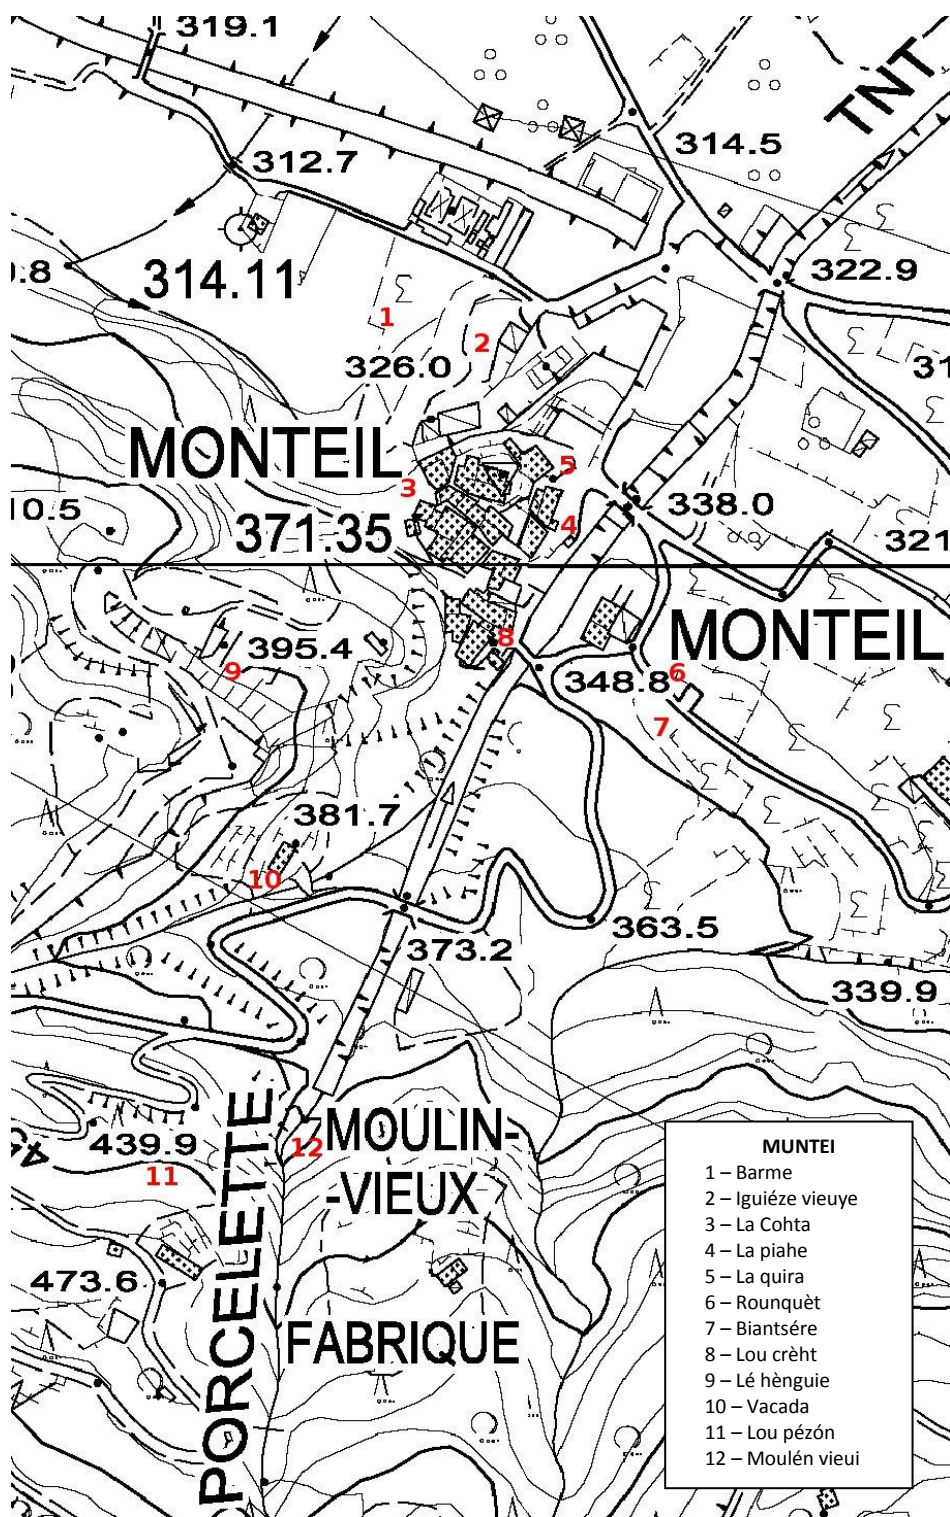 319.1
TNT
314.5
312.7
0.8
314.11
322.9
1
2
326.0
31
MONTEIL
5
3
10.5
371.35
4
338.0
321
8
MONTEIL
395.4
9
6
348.8
7
381.7
10
373.2
363.5
339.9
PORCELETTE
12
MOULIN-
-VIEUX
439.9
11
473.6
FABRIQUE
MUNTEI
1 – Barme
2 – Iguiéze vieuye
3 – La Cohta
4 – La piahe
5 – La quira
6 – Rounquèt
7 – Biantsére
8 – Lou crèht
9 – Lé hènguie
10 – Vacada
11 – Lou pézón
12 – Moulén vieui